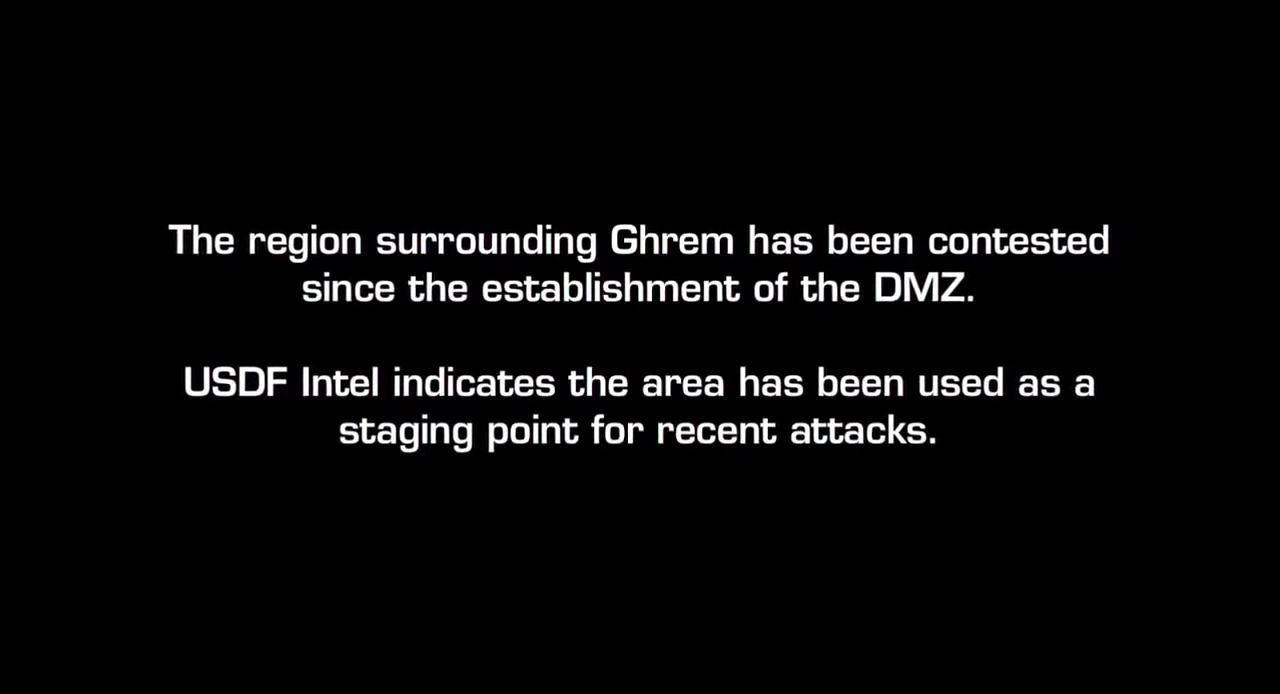 The region surrounding Ghrem has been contested
since the establishment of the DMZ.
USDF Intel indicates the area has been used as a
staging point for recent attacks.